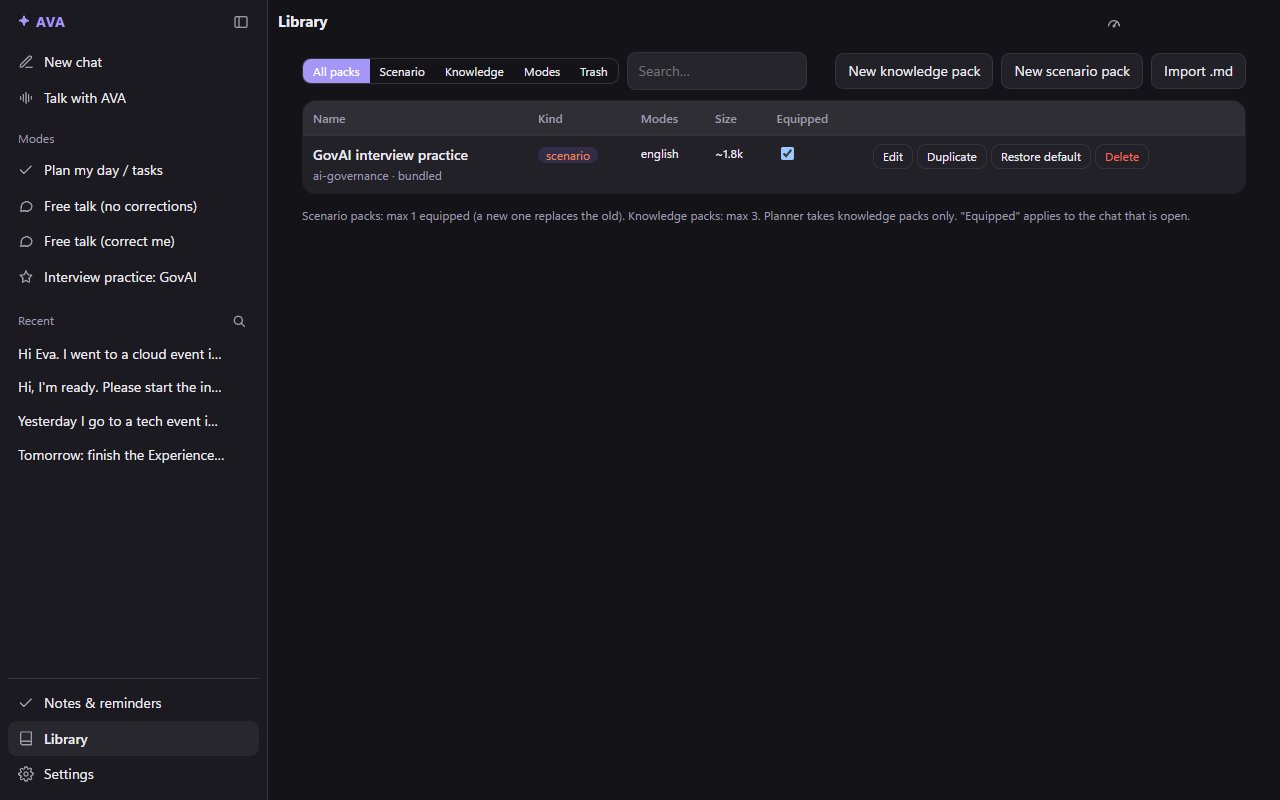 AVA
New chat
Talk with AVA
Modes
Plan my day / tasks
Free talk (no corrections)
Free talk (correct me)
Interview practice: GovAI
Recent
Hi Eva. I went to a cloud event i...
Hi, I'm ready. Please start the in...
Yesterday I go to a tech event i...
Tomorrow: finish the Experience...
Notes & reminders
Library
Settings
Library
All packs Scenario Knowledge Modes Trash Search... New knowledge pack New scenario pack Import .md
Name Kind Modes Size Equipped
GovAI interview practice scenario english ~1.8k Edit Duplicate Restore default Delete
ai-governance · bundled
Scenario packs: max 1 equipped (a new one replaces the old). Knowledge packs: max 3. Planner takes knowledge packs only. "Equipped" applies to the chat that is open.